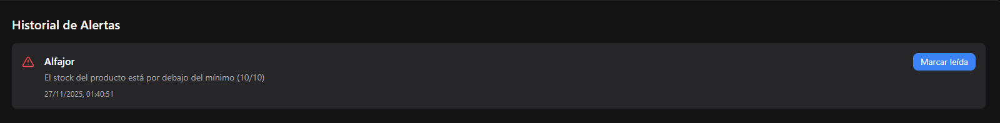 Historial de Alertas
Alfajor
Marcar leída
El stock del producto está por debajo del mínimo (10/10)
27/11/2025, 01:40:51